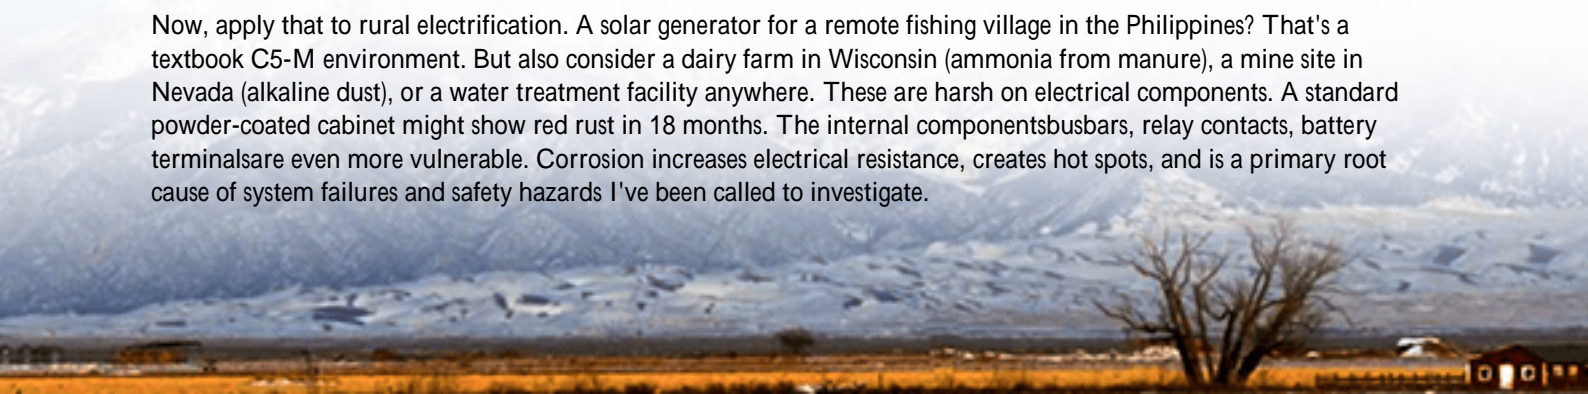 Now, apply that to rural electrification. A solar generator for a remote fishing village in the Philippines? That's a
textbook C5-M environment. But also consider a dairy farm in Wisconsin (ammonia from manure), a mine site in
Nevada (alkaline dust), or a water treatment facility anywhere. These are harsh on electrical components. A standard
powder-coated cabinet might show red rust in 18 months. The internal componentsbusbars, relay contacts, battery
terminalsare even more vulnerable. Corrosion increases electrical resistance, creates hot spots, and is a primary root
cause of system failures and safety hazards I've been called to investigate.